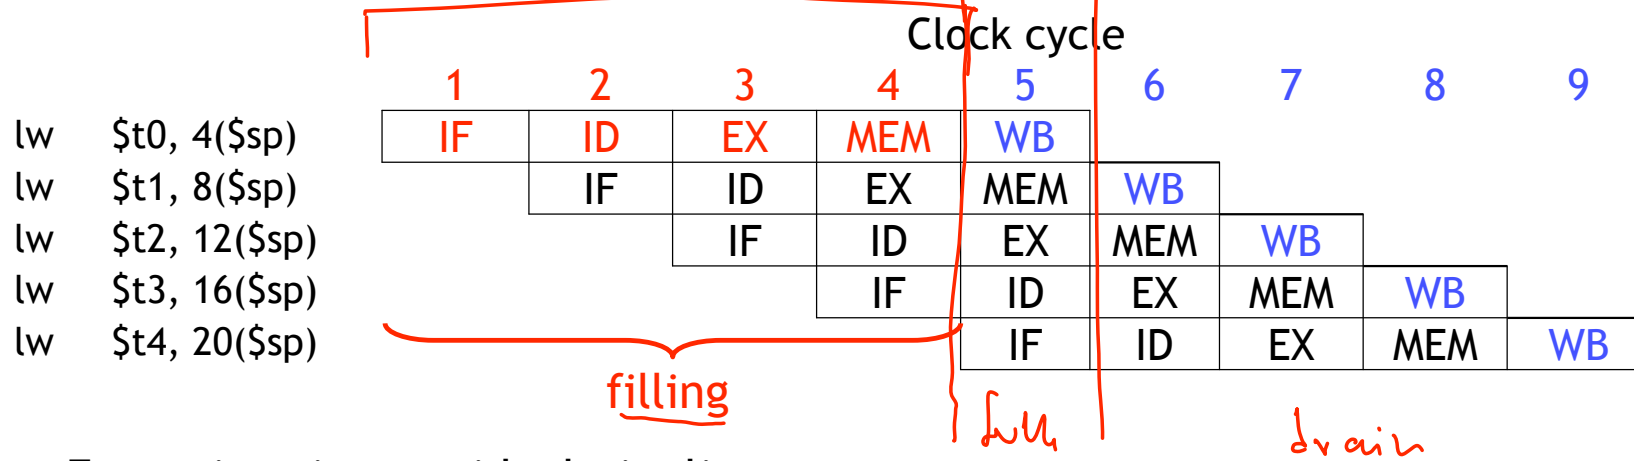 Clock cycle
1 2 3 4 5 6 7 8 9
lw $t0, 4($sp) IF ID EX MEM WB
lw $t1, 8($sp) IF ID EX MEM WB
lw $t2, 12($sp) IF ID EX MEM WB
lw $t3, 16($sp) IF ID EX MEM WB
lw $t4, 20($sp) IF ID EX MEM WB
filling full drain